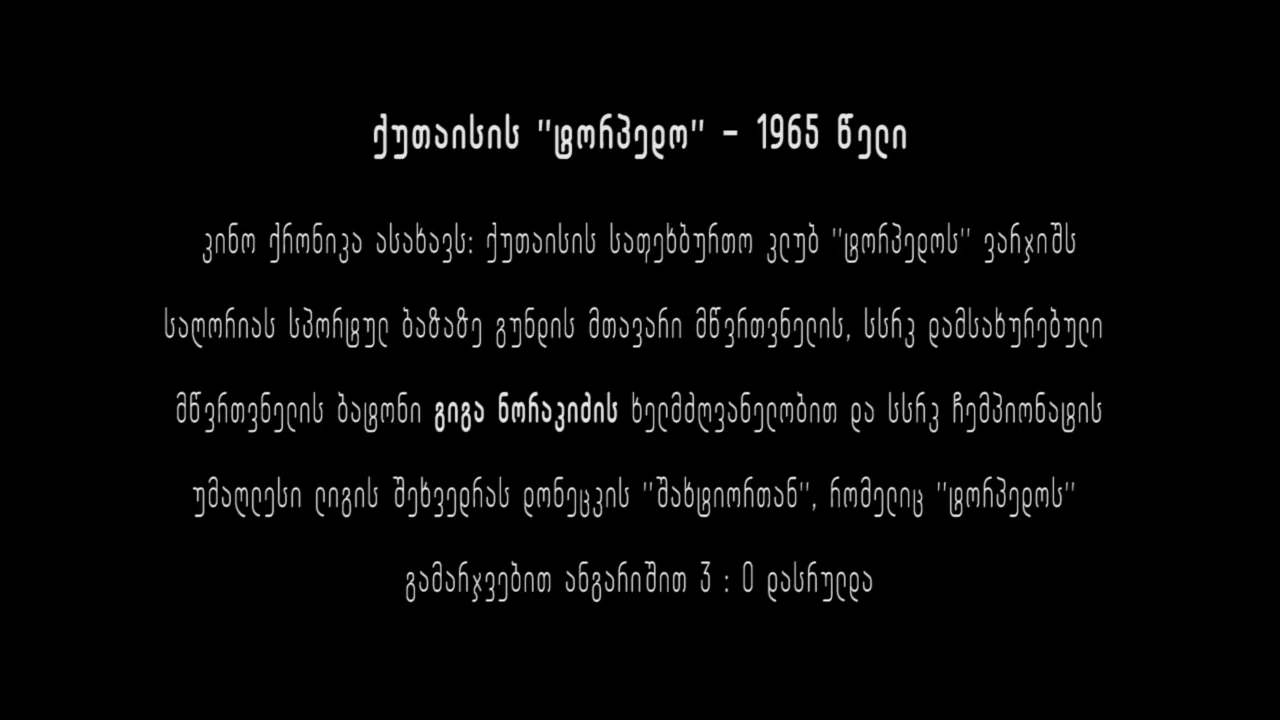 ქუთაისის "ტორპედო" - 1965 წელი
კინო ქრონიკა ასახავს: ქუთაისის საფეხბურთო კლუბ "ტორპედოს" ვარჯიშს
საღორიას სპორტულ ბაზაზე გუნდის მთავარი მწვრთვნელის, სსრკ დამსახურებული
მწვრთვნელის ბატონი გიგა ნორაკიძის ხელმძღვანელობით და სსრკ ჩემპიონატის
უმაღლესი ლიგის შეხვედრას დონეცკის "შახტიორთან", რომელიც "ტორპედოს"
გამარჯვებით ანგარიშით 3 : 0 დასრულდა